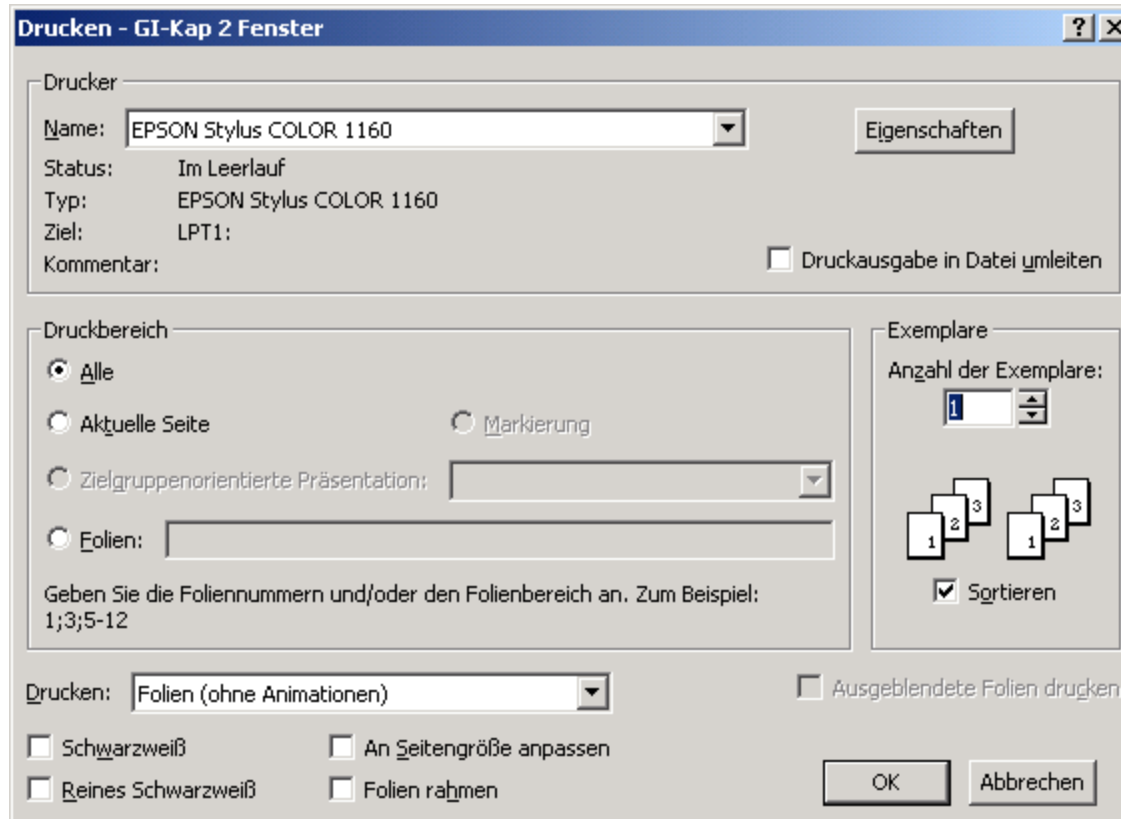 Drucken - GI-Kap 2 Fenster
Drucker
Name: EPSON Stylus COLOR 1160 Eigenschaften
Status: Im Leerlauf
Typ: EPSON Stylus COLOR 1160
Ziel: LPT1:
Kommentar: Druckausgabe in Datei umleiten
Druckbereich Exemplare
Alle Anzahl der Exemplare:
1
Aktuelle Seite Markierung
Zielgruppenorientierte Präsentation:
1 2 3 1 2 3
Folien:
Geben Sie die Foliennummern und/oder den Folienbereich an. Zum Beispiel: Sortieren
1;3;5-12
Drucken: Folien (ohne Animationen) Ausgeblendete Folien drucken
Schwarzweiß An Seitengröße anpassen
Reines Schwarzweiß Folien rahmen OK Abbrechen